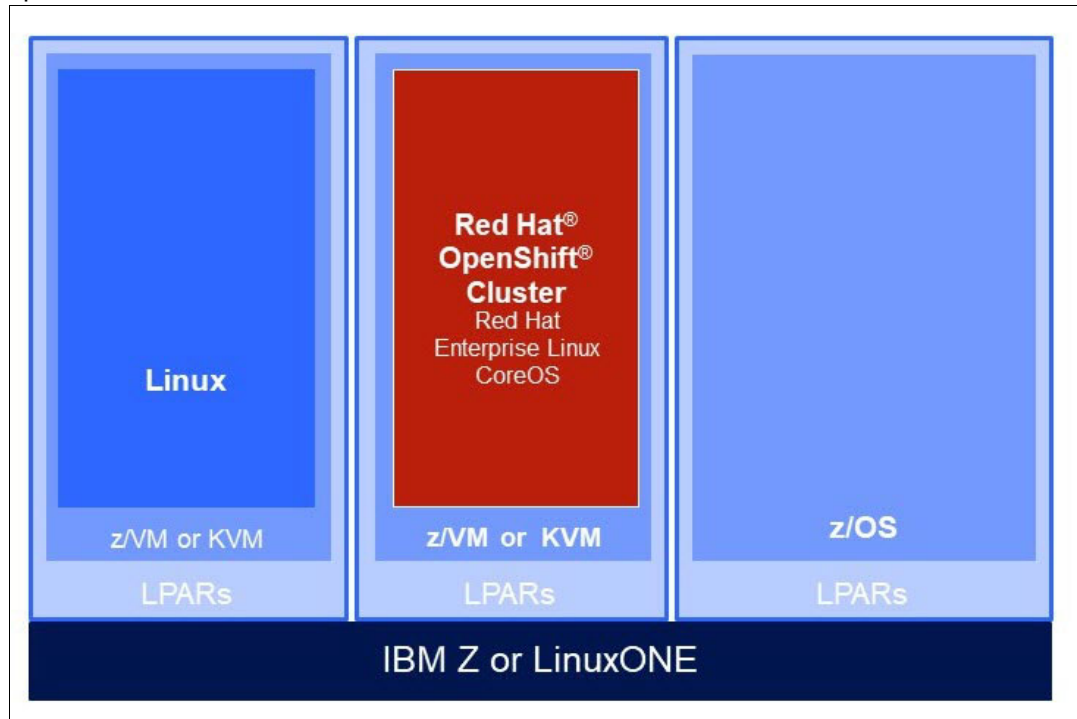 Linux
z/VM or KVM
LPARs
Red Hat®
OpenShift®
Cluster
Red Hat
Enterprise Linux
CoreOS
z/VM or KVM
LPARs
z/OS
LPARs
IBM Z or LinuxONE